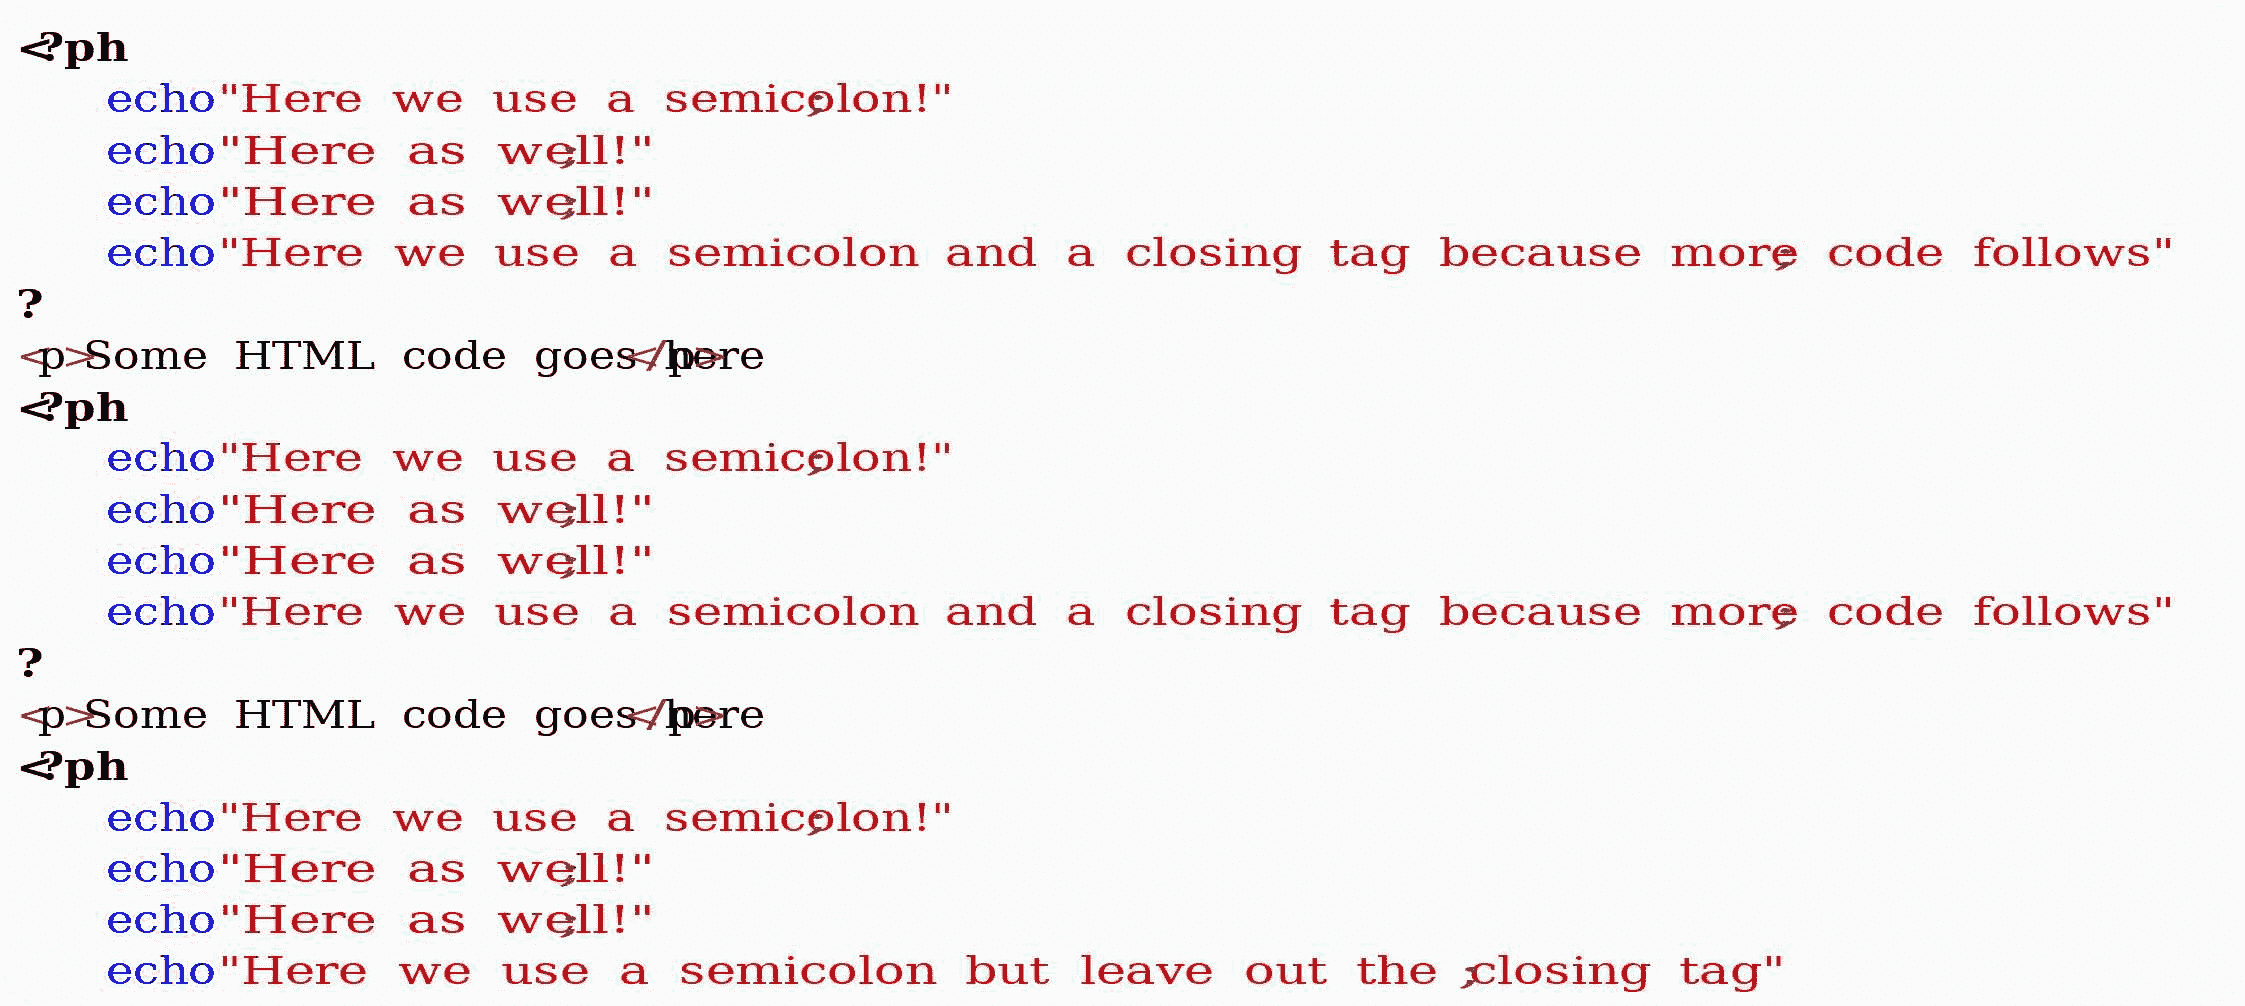 <?ph
echo"Here we use a semicolon!";
echo"Here as well!";
echo"Here as well!";
echo"Here we use a semicolon and a closing tag because more code follows";
?
<p>Some HTML code goes here</p>
<?ph
echo"Here we use a semicolon!";
echo"Here as well!";
echo"Here as well!";
echo"Here we use a semicolon and a closing tag because more code follows";
?
<p>Some HTML code goes here</p>
<?ph
echo"Here we use a semicolon!";
echo"Here as well!";
echo"Here as well!";
echo"Here we use a semicolon but leave out the closing tag";